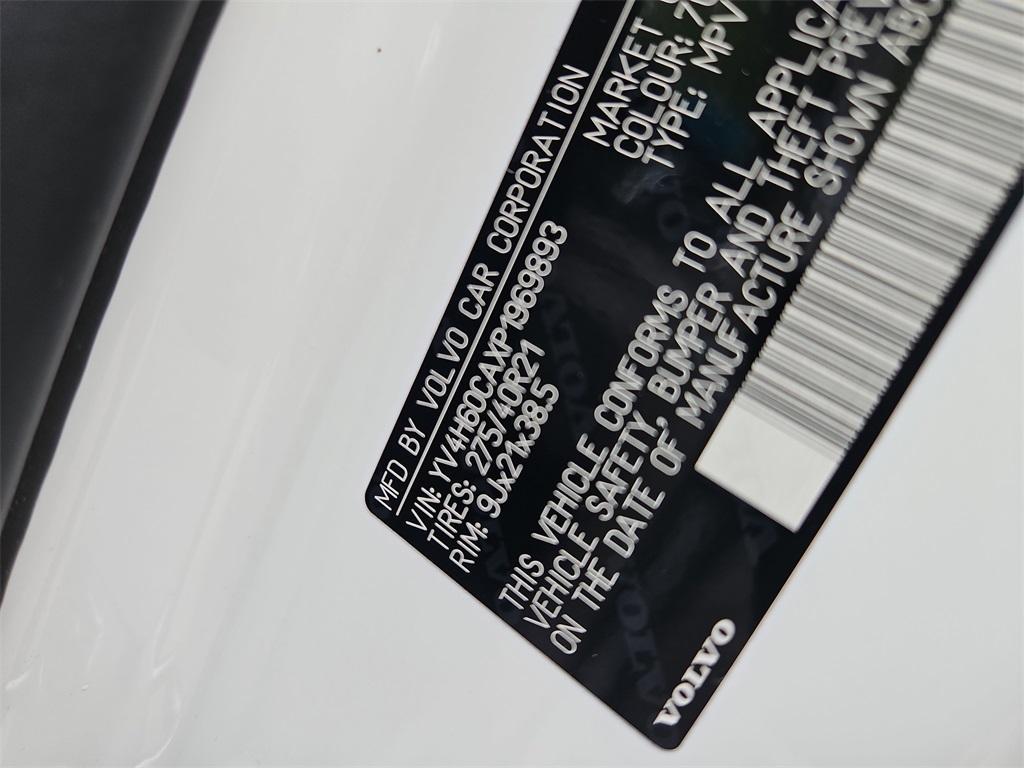 MFD BY VOLVO CAR CORPORATION
VIN: YV4H60CAXP1969893
TIRES: 275/40R21
RIM: 9Jx21x38.5
MARKET
COLOUR: 70
TYPE: MPV
THIS VEHICLE CONFORMS TO ALL APPLICA
VEHICLE SAFETY, BUMPER AND THEFT PREV
ON THE DATE OF MANUFACTURE SHOWN ABO
VOLVO